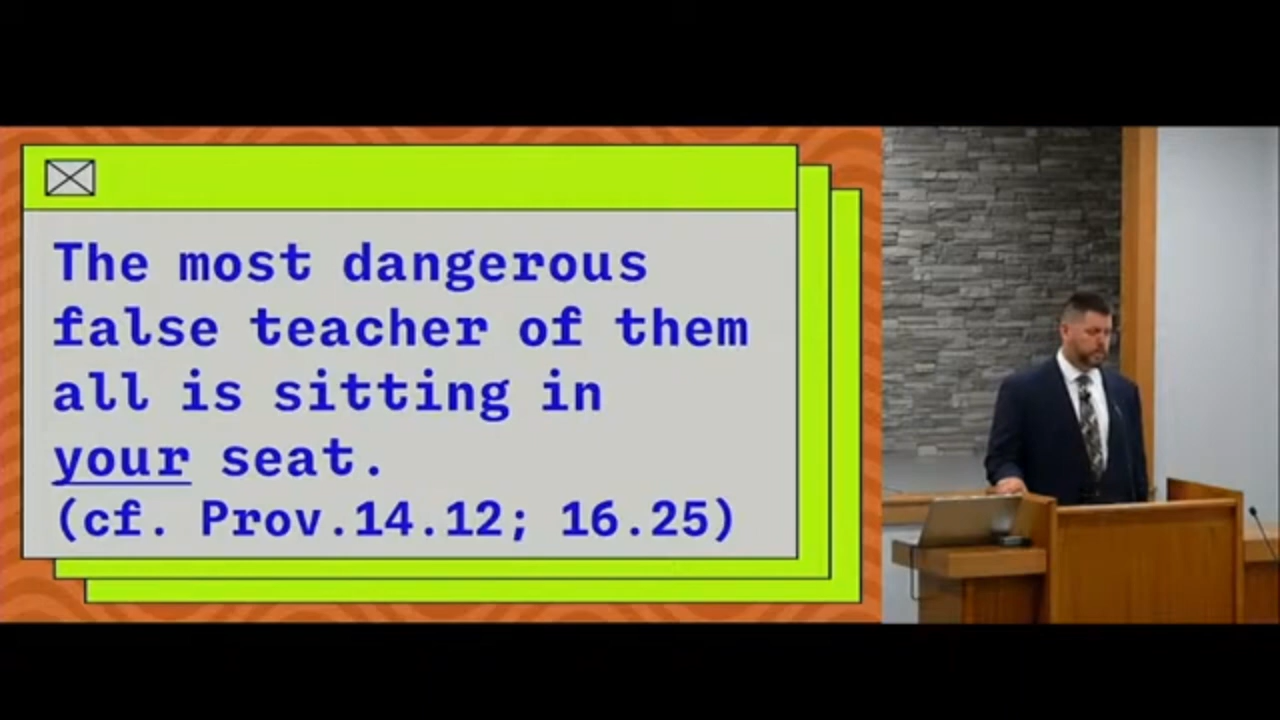 The most dangerous
false teacher of them
all is sitting in
your seat.
(cf. Prov.14.12; 16.25)